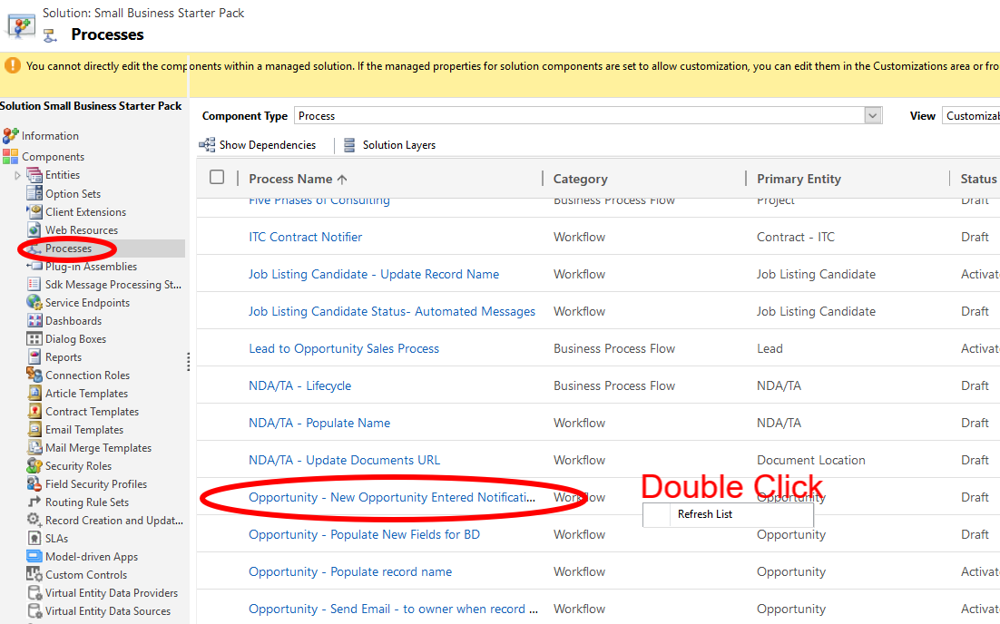 Solution: Small Business Starter Pack
Processes
You cannot directly edit the components within a managed solution. If the managed properties for solution components are set to allow customization, you can edit them in the Customizations area or fro
Solution Small Business Starter Pack
Component Type Process View Customizab
Information
Show Dependencies Solution Layers
Components
Entities
Process Name Category Primary Entity Status
Option Sets
Five Phases of Consulting Business Process Flow Project Draft
Client Extensions
Web Resources
ITC Contract Notifier Workflow Contract - ITC Draft
Processes
Plug-in Assemblies
Job Listing Candidate - Update Record Name Workflow Job Listing Candidate Activat
Sdk Message Processing St...
Service Endpoints
Job Listing Candidate Status- Automated Messages Workflow Job Listing Candidate Draft
Dashboards
Dialog Boxes
Lead to Opportunity Sales Process Business Process Flow Lead Activat
Reports
Connection Roles
NDA/TA - Lifecycle Business Process Flow NDA/TA Draft
Article Templates
Contract Templates
NDA/TA - Populate Name Workflow NDA/TA Draft
Email Templates
Mail Merge Templates
NDA/TA - Update Documents URL Workflow Document Location Draft
Security Roles
Field Security Profiles
Double Click
Opportunity - New Opportunity Entered Notificati... Workflow Opportunity Draft
Routing Rule Sets
Refresh List
Record Creation and Updat...
Opportunity - Populate New Fields for BD Workflow Opportunity Draft
SLAs
Model-driven Apps
Opportunity - Populate record name Workflow Opportunity Activat
Custom Controls
Virtual Entity Data Providers
Opportunity - Send Email - to owner when record ... Workflow Opportunity Activat
Virtual Entity Data Sources